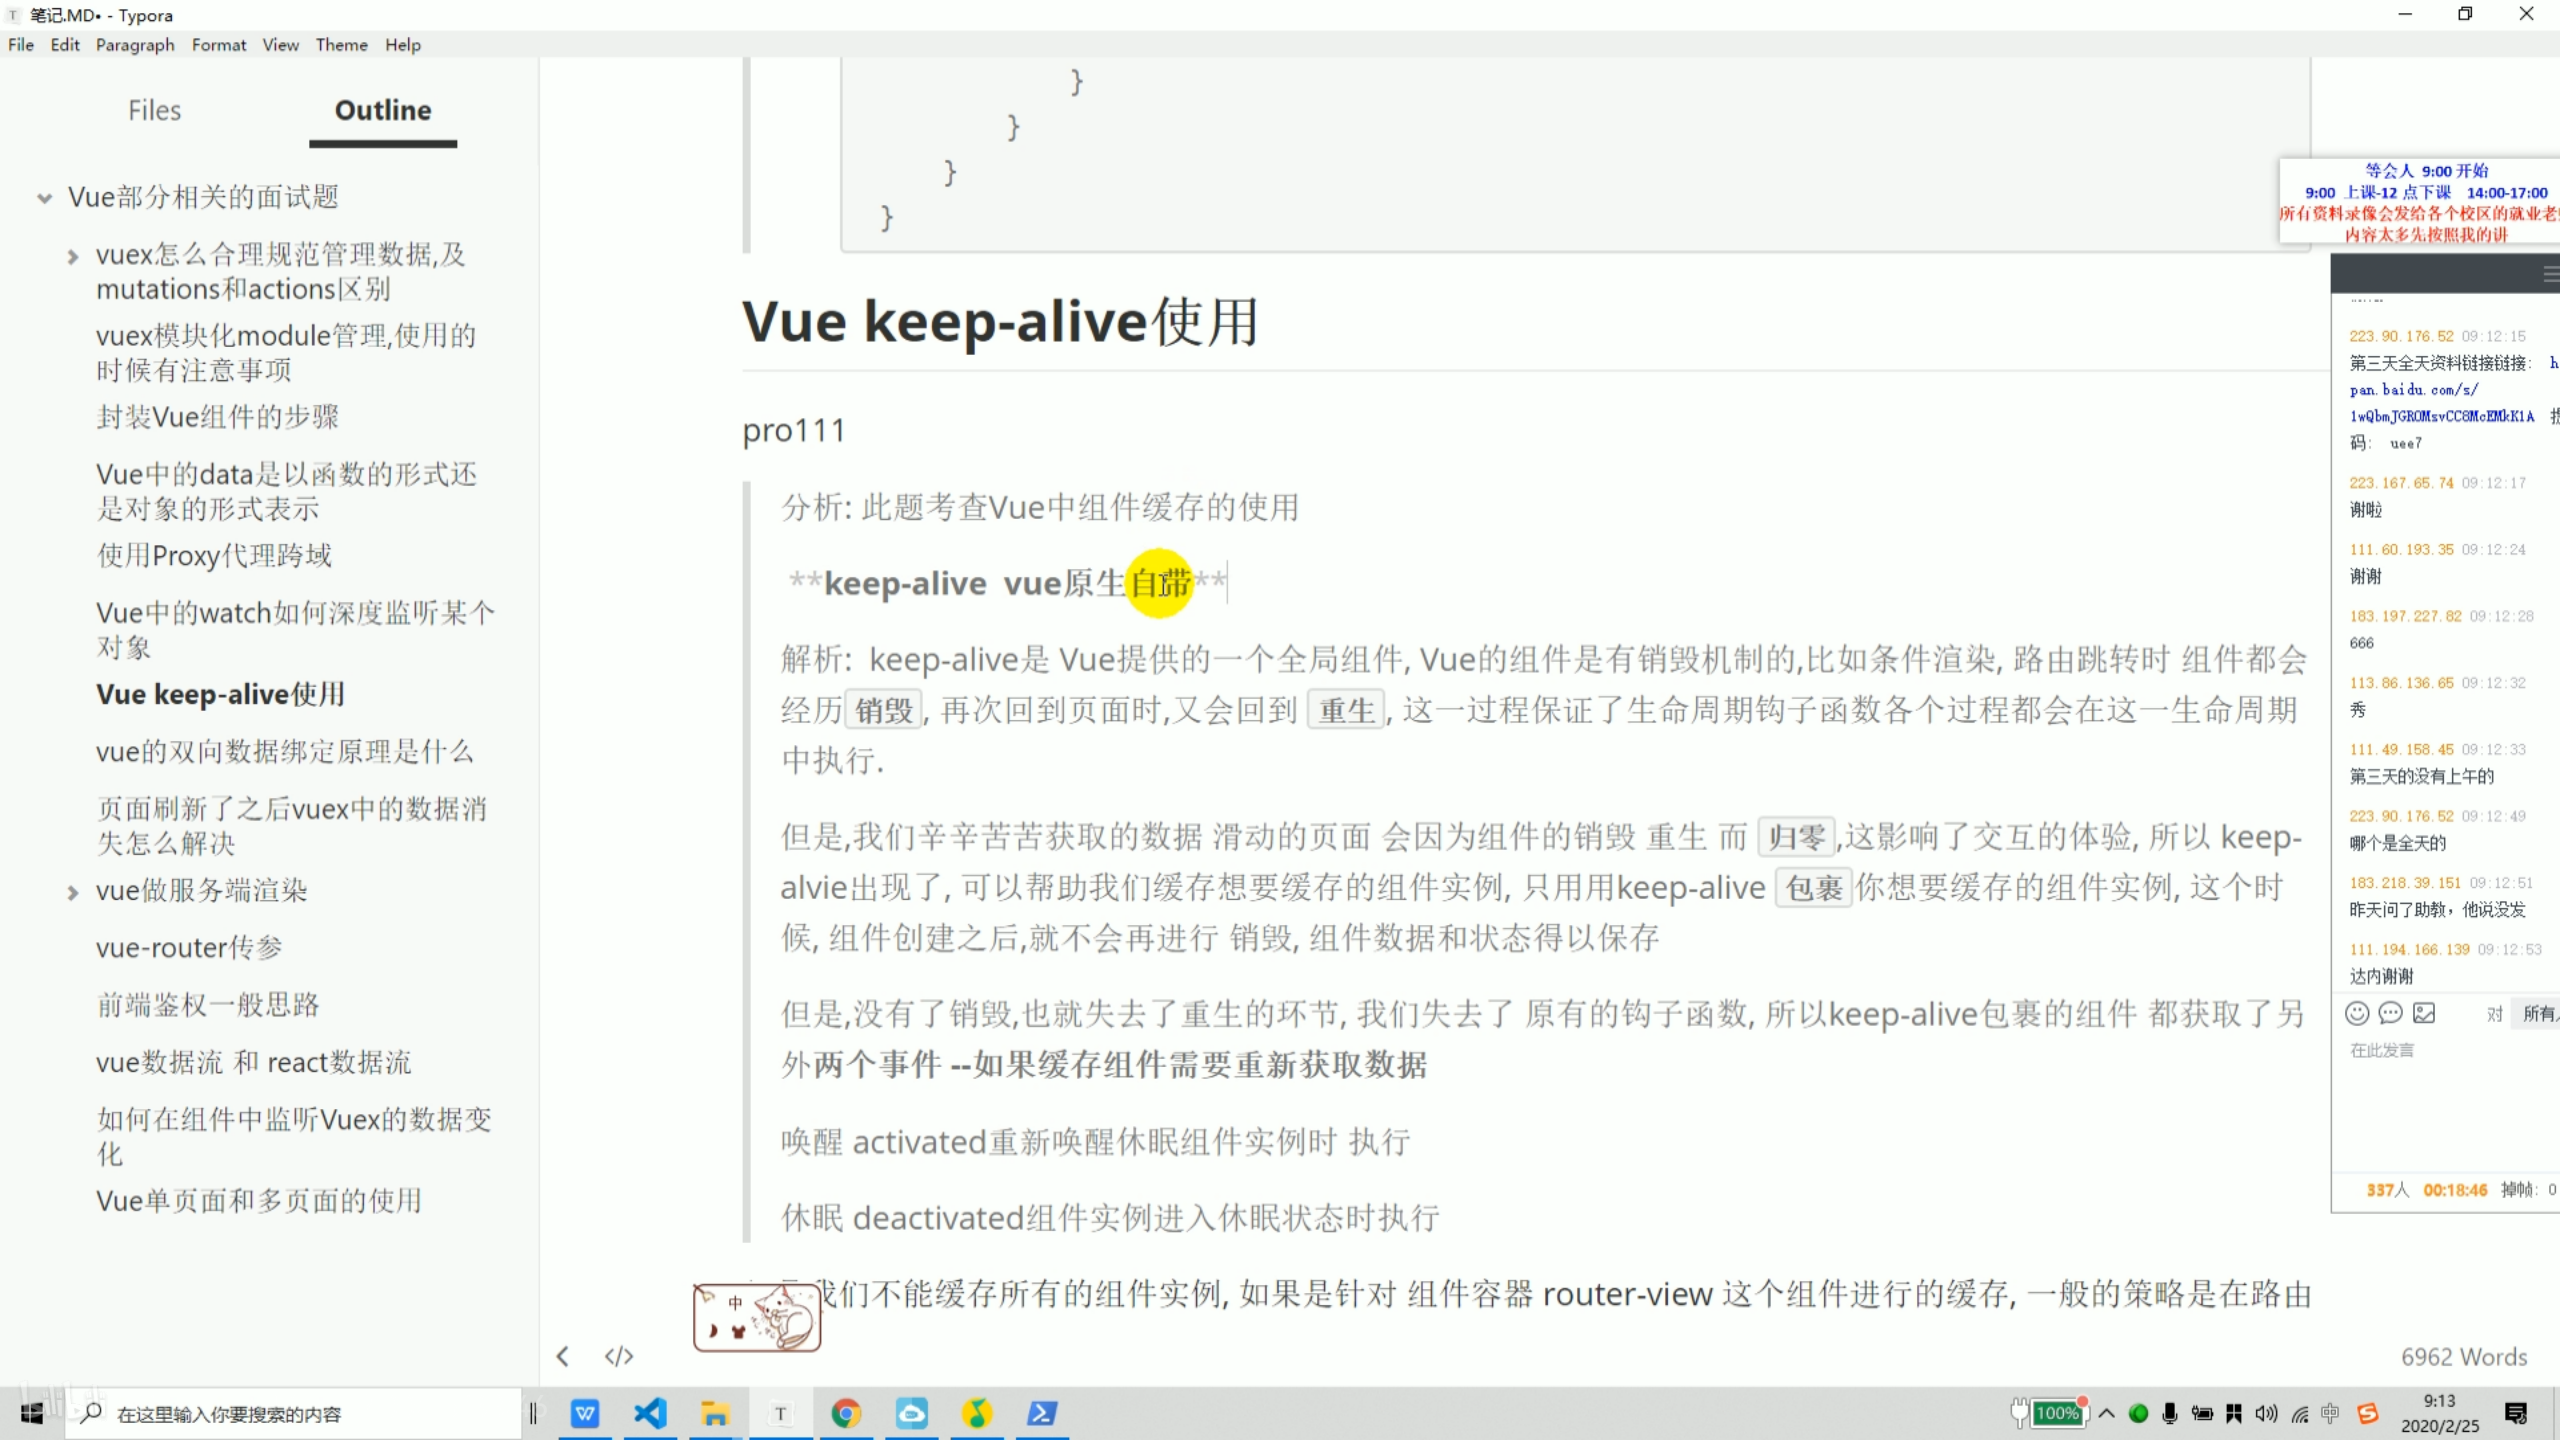 笔记.MD• - Typora
File Edit Paragraph Format View Theme Help
Files
Outline
Vue部分相关的面试题
vuex怎么合理规范管理数据,及
mutations和actions区别
vuex模块化module管理,使用的
时候有注意事项
封装Vue组件的步骤
Vue中的data是以函数的形式还
是对象的形式表示
使用Proxy代理跨域
Vue中的watch如何深度监听某个
对象
Vue keep-alive使用
vue的双向数据绑定原理是什么
页面刷新了之后vuex中的数据消
失怎么解决
vue做服务端渲染
vue-router传参
前端鉴权一般思路
vue数据流 和 react数据流
如何在组件中监听Vuex的数据变
化
Vue单页面和多页面的使用
}
}
}
}
Vue keep-alive使用
pro111
分析: 此题考查Vue中组件缓存的使用
**keep-alive vue原生自带**
解析: keep-alive是 Vue提供的一个全局组件, Vue的组件是有销毁机制的,比如条件渲染, 路由跳转时 组件都会
经历 销毁 , 再次回到页面时,又会回到 重生 , 这一过程保证了生命周期钩子函数各个过程都会在这一生命周期
中执行.
但是,我们辛辛苦苦获取的数据 滑动的页面 会因为组件的销毁 重生 而 归零 ,这影响了交互的体验, 所以 keep-
alvie出现了, 可以帮助我们缓存想要缓存的组件实例, 只用用keep-alive 包裹 你想要缓存的组件实例, 这个时
候, 组件创建之后,就不会再进行 销毁, 组件数据和状态得以保存
但是,没有了销毁,也就失去了重生的环节, 我们失去了 原有的钩子函数, 所以keep-alive包裹的组件 都获取了另
外两个事件 --如果缓存组件需要重新获取数据
唤醒 activated重新唤醒休眠组件实例时 执行
休眠 deactivated组件实例进入休眠状态时执行
我们不能缓存所有的组件实例, 如果是针对 组件容器 router-view 这个组件进行的缓存, 一般的策略是在路由
中
6962 Words
等会人 9:00 开始
9:00 上课-12 点下课 14:00-17:00
所有资料录像会发给各个校区的就业老
内容太多先按照我的讲
223.90.176.52 09:12:15
第三天全天资料链接链接: h
pan.baidu.com/s/
1wQbmJGROMsvCC8McEMkK1A 提
码: uee7
223.167.65.74 09:12:17
谢啦
111.60.193.35 09:12:24
谢谢
183.197.227.82 09:12:28
666
113.86.136.65 09:12:32
秀
111.49.158.45 09:12:33
第三天的没有上午的
223.90.176.52 09:12:49
哪个是全天的
183.218.39.151 09:12:51
昨天问了助教，他说没发
111.194.166.139 09:12:53
达内谢谢
对 所有
在此发言
337人 00:18:46 掉帧: 0
在这里输入你要搜索的内容
100%
中
9:13
2020/2/25